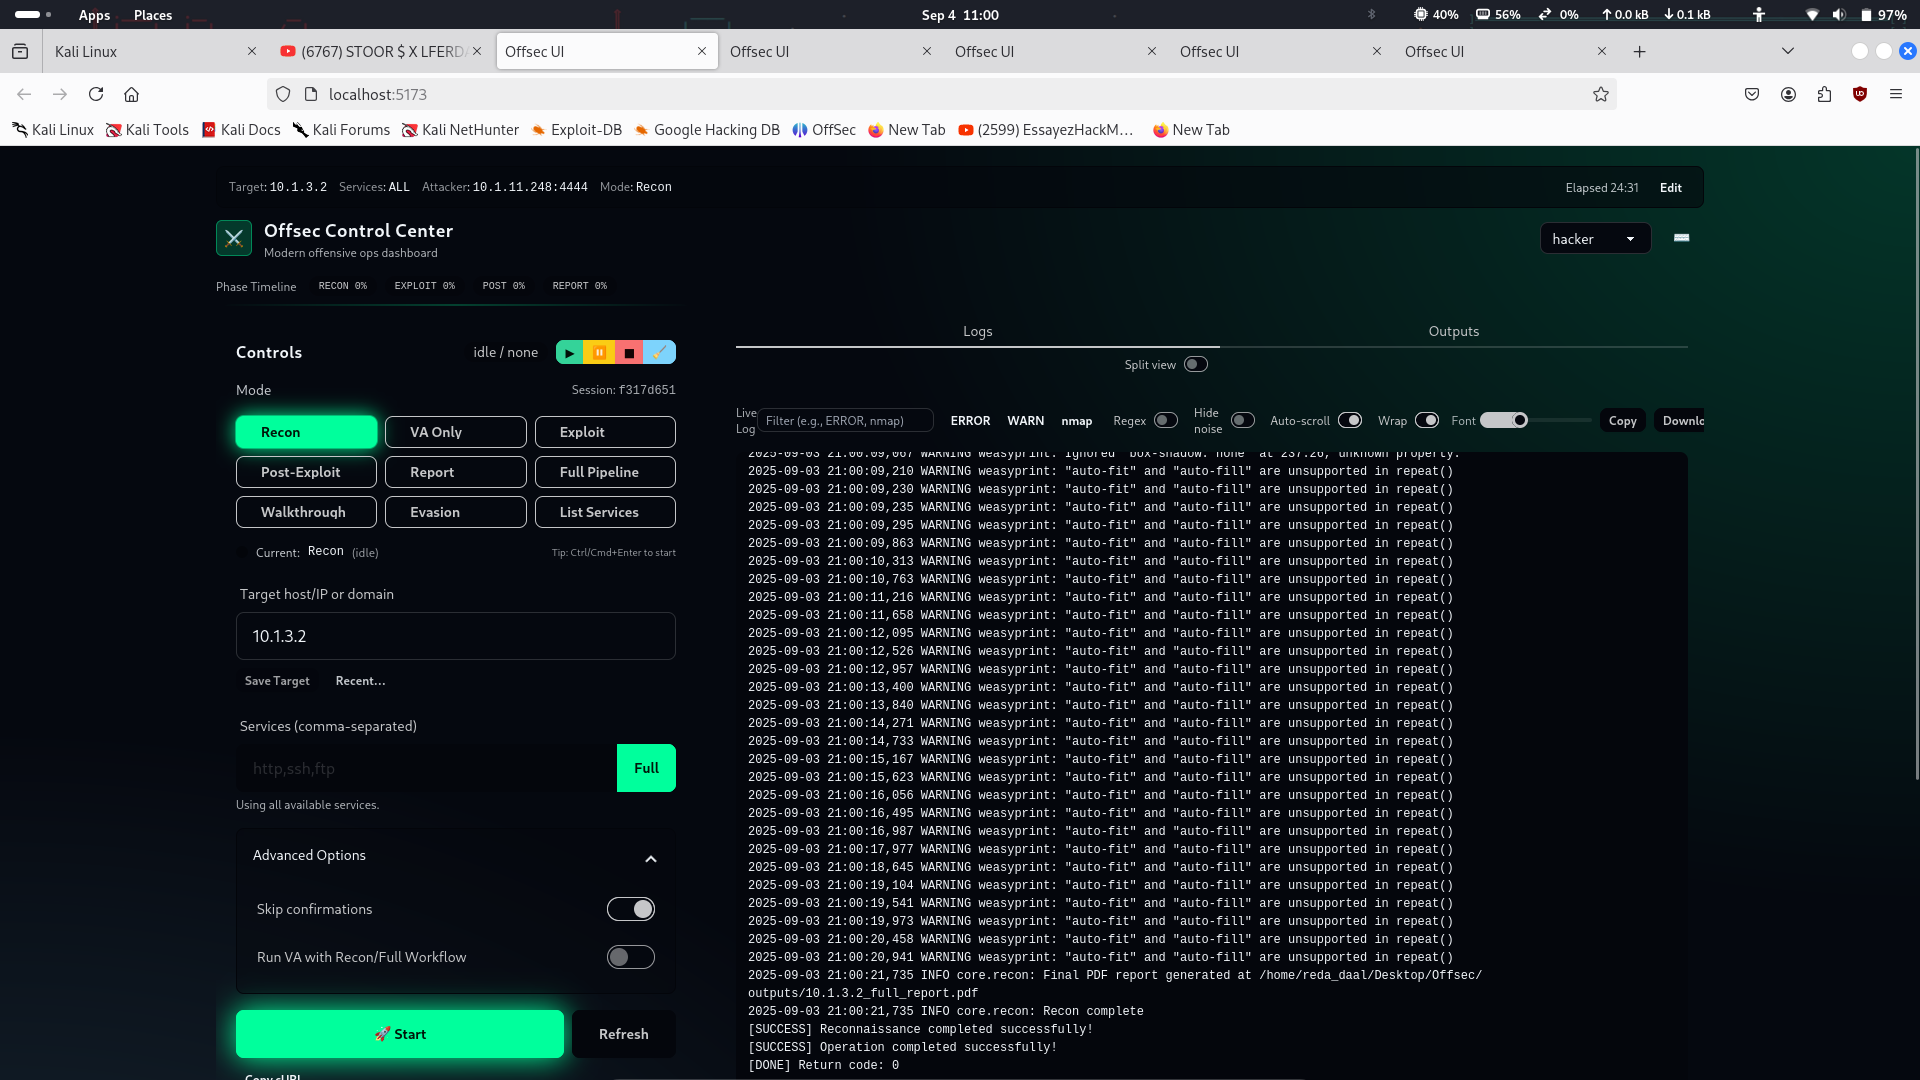 Apps Places Sep 4 11:00 40% 56% 0% 0.0 kB 0.1 kB 97%
Kali Linux (6767) STOOR $ X LFERDA Offsec UI Offsec UI Offsec UI Offsec UI Offsec UI
localhost:5173
Kali Linux Kali Tools Kali Docs Kali Forums Kali NetHunter Exploit-DB Google Hacking DB OffSec New Tab (2599) EssayezHackM… New Tab
Target: 10.1.3.2 Services: ALL Attacker: 10.1.11.248:4444 Mode: Recon Elapsed 24:31 Edit
Offsec Control Center
Modern offensive ops dashboard
hacker
Phase Timeline RECON 0% EXPLOIT 0% POST 0% REPORT 0%
Logs Outputs
Controls idle / none
Split view
Mode Session: f317d651
Live Log Filter (e.g., ERROR, nmap) ERROR WARN nmap Regex Hide noise Auto-scroll Wrap Font Copy Downlo
Recon VA Only Exploit
Post-Exploit Report Full Pipeline
Walkthrough Evasion List Services
Current: Recon (idle) Tip: Ctrl/Cmd+Enter to start
Target host/IP or domain
10.1.3.2
Save Target Recent...
Services (comma-separated)
http,ssh,ftp Full
Using all available services.
Advanced Options
Skip confirmations
Run VA with Recon/Full Workflow
🚀 Start Refresh
Copy cURL
2025-09-03 21:00:09,067 WARNING weasyprint: Ignored `box-shadow: none` at 237:26, unknown property.
2025-09-03 21:00:09,210 WARNING weasyprint: "auto-fit" and "auto-fill" are unsupported in repeat()
2025-09-03 21:00:09,230 WARNING weasyprint: "auto-fit" and "auto-fill" are unsupported in repeat()
2025-09-03 21:00:09,235 WARNING weasyprint: "auto-fit" and "auto-fill" are unsupported in repeat()
2025-09-03 21:00:09,295 WARNING weasyprint: "auto-fit" and "auto-fill" are unsupported in repeat()
2025-09-03 21:00:09,863 WARNING weasyprint: "auto-fit" and "auto-fill" are unsupported in repeat()
2025-09-03 21:00:10,313 WARNING weasyprint: "auto-fit" and "auto-fill" are unsupported in repeat()
2025-09-03 21:00:10,763 WARNING weasyprint: "auto-fit" and "auto-fill" are unsupported in repeat()
2025-09-03 21:00:11,216 WARNING weasyprint: "auto-fit" and "auto-fill" are unsupported in repeat()
2025-09-03 21:00:11,658 WARNING weasyprint: "auto-fit" and "auto-fill" are unsupported in repeat()
2025-09-03 21:00:12,095 WARNING weasyprint: "auto-fit" and "auto-fill" are unsupported in repeat()
2025-09-03 21:00:12,526 WARNING weasyprint: "auto-fit" and "auto-fill" are unsupported in repeat()
2025-09-03 21:00:12,957 WARNING weasyprint: "auto-fit" and "auto-fill" are unsupported in repeat()
2025-09-03 21:00:13,400 WARNING weasyprint: "auto-fit" and "auto-fill" are unsupported in repeat()
2025-09-03 21:00:13,840 WARNING weasyprint: "auto-fit" and "auto-fill" are unsupported in repeat()
2025-09-03 21:00:14,271 WARNING weasyprint: "auto-fit" and "auto-fill" are unsupported in repeat()
2025-09-03 21:00:14,733 WARNING weasyprint: "auto-fit" and "auto-fill" are unsupported in repeat()
2025-09-03 21:00:15,167 WARNING weasyprint: "auto-fit" and "auto-fill" are unsupported in repeat()
2025-09-03 21:00:15,623 WARNING weasyprint: "auto-fit" and "auto-fill" are unsupported in repeat()
2025-09-03 21:00:16,056 WARNING weasyprint: "auto-fit" and "auto-fill" are unsupported in repeat()
2025-09-03 21:00:16,495 WARNING weasyprint: "auto-fit" and "auto-fill" are unsupported in repeat()
2025-09-03 21:00:16,987 WARNING weasyprint: "auto-fit" and "auto-fill" are unsupported in repeat()
2025-09-03 21:00:17,977 WARNING weasyprint: "auto-fit" and "auto-fill" are unsupported in repeat()
2025-09-03 21:00:18,645 WARNING weasyprint: "auto-fit" and "auto-fill" are unsupported in repeat()
2025-09-03 21:00:19,104 WARNING weasyprint: "auto-fit" and "auto-fill" are unsupported in repeat()
2025-09-03 21:00:19,541 WARNING weasyprint: "auto-fit" and "auto-fill" are unsupported in repeat()
2025-09-03 21:00:19,973 WARNING weasyprint: "auto-fit" and "auto-fill" are unsupported in repeat()
2025-09-03 21:00:20,458 WARNING weasyprint: "auto-fit" and "auto-fill" are unsupported in repeat()
2025-09-03 21:00:20,941 WARNING weasyprint: "auto-fit" and "auto-fill" are unsupported in repeat()
2025-09-03 21:00:21,735 INFO core.recon: Final PDF report generated at /home/reda_daal/Desktop/Offsec/
outputs/10.1.3.2_full_report.pdf
2025-09-03 21:00:21,735 INFO core.recon: Recon complete
[SUCCESS] Reconnaissance completed successfully!
[SUCCESS] Operation completed successfully!
[DONE] Return code: 0